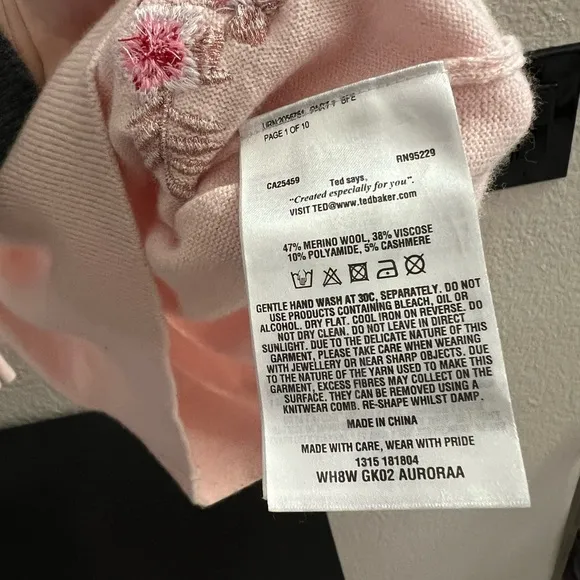 PAGE 1 OF 10
RN95229
CA25459
Ted says,
"Created especially for you".
VISIT TED@www.tedbaker.com
47% MERINO WOOL, 38% VISCOSE
10% POLYAMIDE, 5% CASHMERE
GENTLE HAND WASH AT 30C, SEPARATELY. DO NOT
USE PRODUCTS CONTAINING BLEACH, OIL OR
ALCOHOL. DRY FLAT. COOL IRON ON REVERSE. DO
NOT DRY CLEAN. DO NOT LEAVE IN DIRECT
SUNLIGHT. DUE TO THE DELICATE NATURE OF THIS
GARMENT, PLEASE TAKE CARE WHEN WEARING
WITH JEWELLERY OR NEAR SHARP OBJECTS. DUE
TO THE NATURE OF THE YARN USED TO MAKE THIS
GARMENT, EXCESS FIBRES MAY COLLECT ON THE
SURFACE. THEY CAN BE REMOVED USING A
KNITWEAR COMB. RE-SHAPE WHILST DAMP.
MADE IN CHINA
MADE WITH CARE, WEAR WITH PRIDE
1315 181804
WH8W GK02 AURORAA